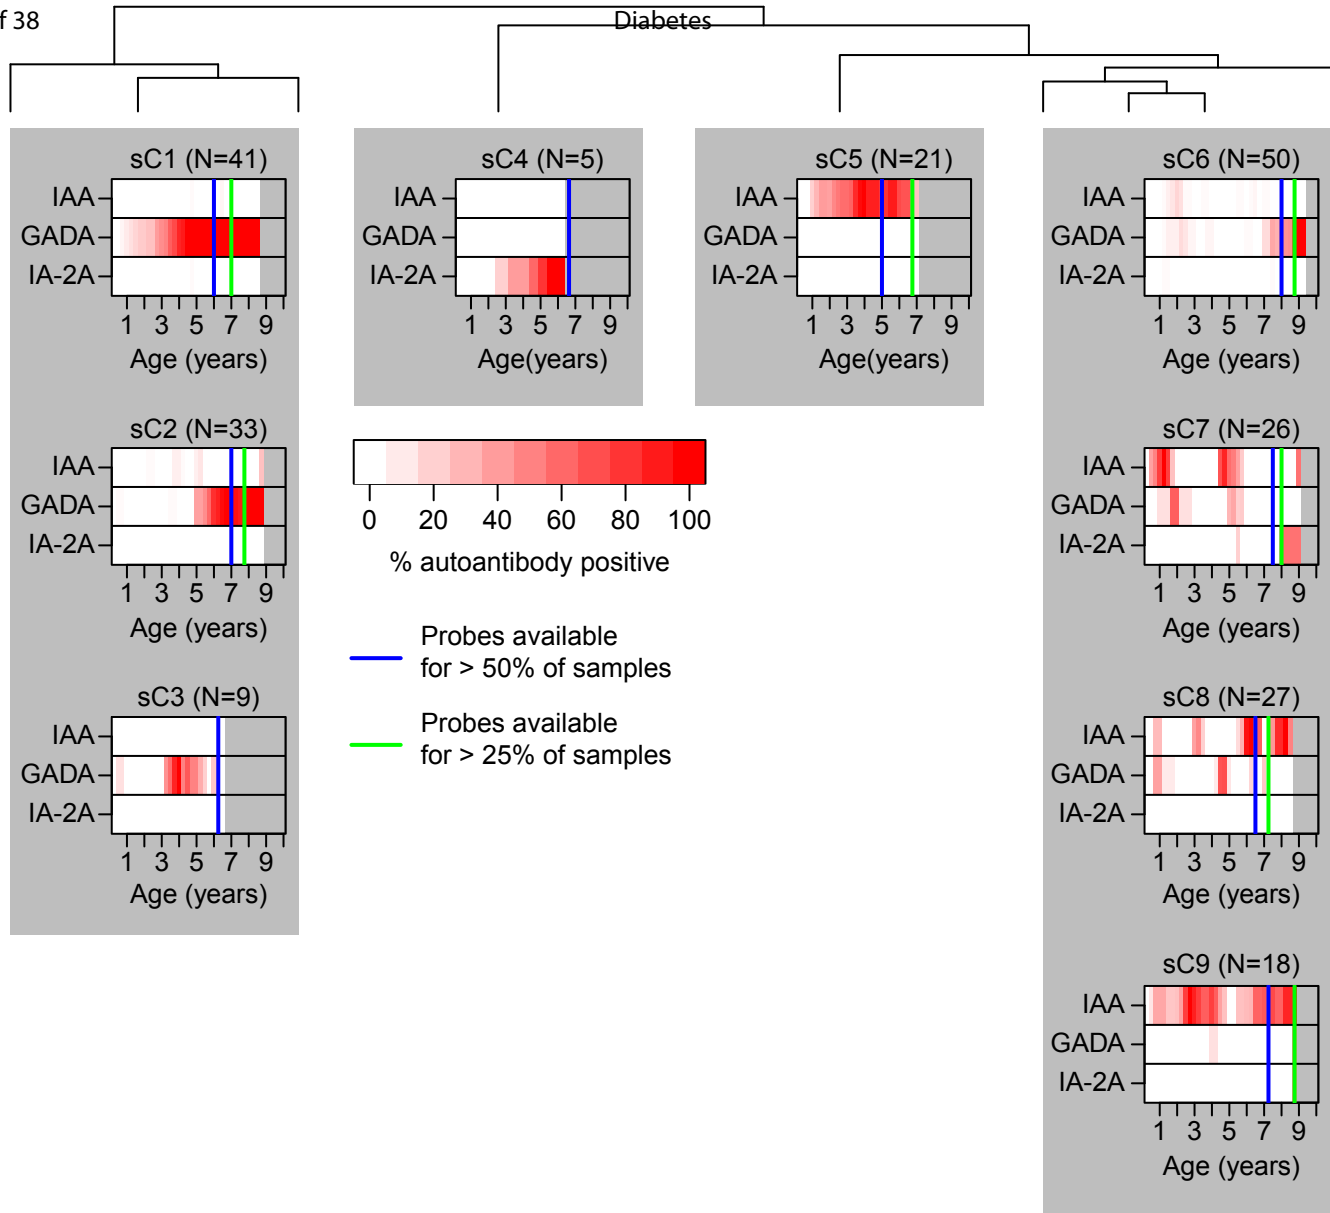 f 38
Diabetes
sC1 (N=41)
IAA
GADA
IA-2A
1 3 5 7 9
Age (years)
sC2 (N=33)
IAA
GADA
IA-2A
1 3 5 7 9
Age (years)
sC3 (N=9)
IAA
GADA
IA-2A
1 3 5 7 9
Age (years)
sC4 (N=5)
IAA
GADA
IA-2A
1 3 5 7 9
Age(years)
0 20 40 60 80 100
% autoantibody positive
Probes available
for > 50% of samples
Probes available
for > 25% of samples
sC5 (N=21)
IAA
GADA
IA-2A
1 3 5 7 9
Age(years)
sC6 (N=50)
IAA
GADA
IA-2A
1 3 5 7 9
Age (years)
sC7 (N=26)
IAA
GADA
IA-2A
1 3 5 7 9
Age (years)
sC8 (N=27)
IAA
GADA
IA-2A
1 3 5 7 9
Age (years)
sC9 (N=18)
IAA
GADA
IA-2A
1 3 5 7 9
Age (years)